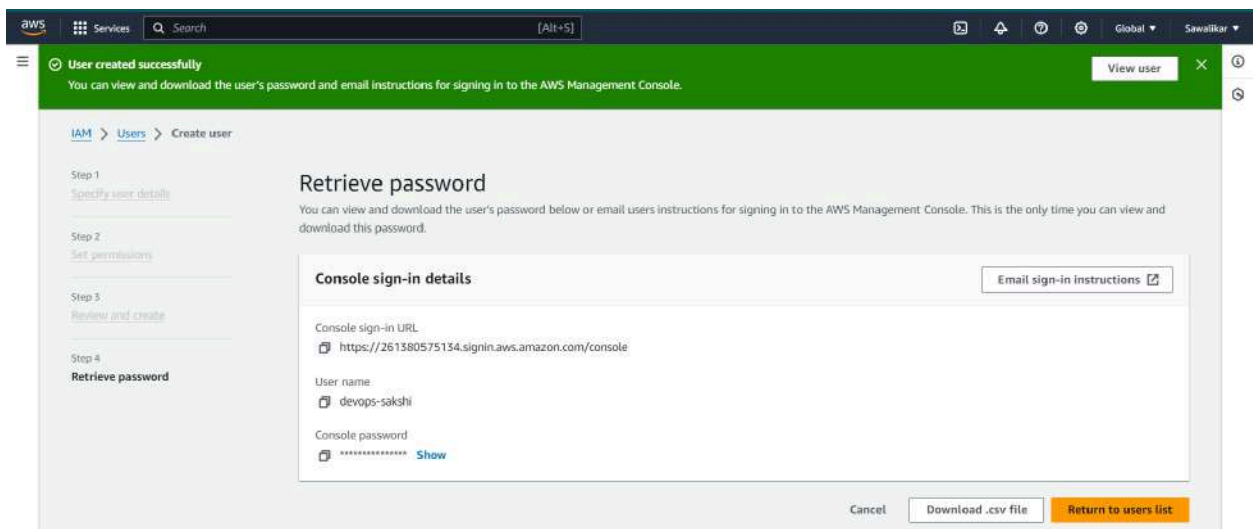 aws
Services
Search
[Alt+S]
Global ▼
Sawalikar ▼
User created successfully
You can view and download the user's password and email instructions for signing in to the AWS Management Console.
View user
IAM > Users > Create user
Step 1
Specify user details
Step 2
Set permissions
Step 3
Review and create
Step 4
Retrieve password
Retrieve password
You can view and download the user's password below or email users instructions for signing in to the AWS Management Console. This is the only time you can view and
download this password.
Console sign-in details
Email sign-in instructions
Console sign-in URL
https://261380575134.signin.aws.amazon.com/console
User name
devops-sakshi
Console password
*************** Show
Cancel
Download .csv file
Return to users list